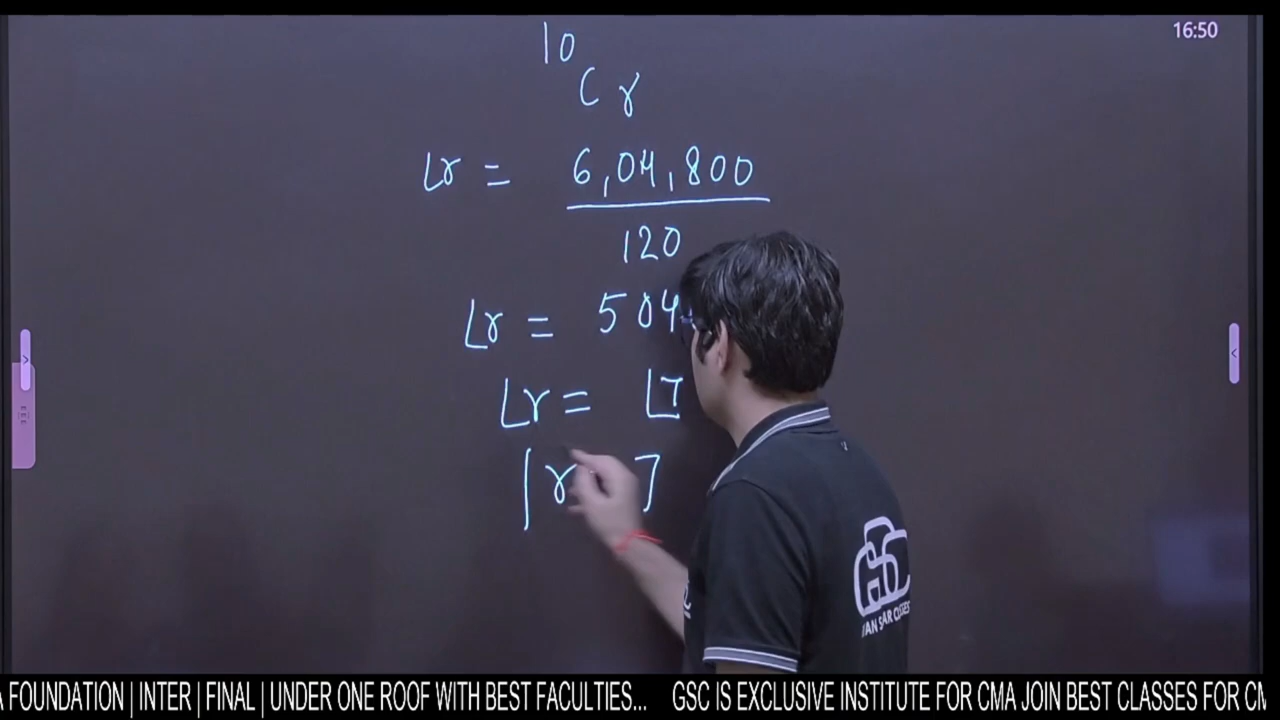 16:50
10
C r
Lr = 6,04,800
120
Lr = 504
Lr = L7
r 7
FOUNDATION | INTER | FINAL | UNDER ONE ROOF WITH BEST FACULTIES... GSC IS EXCLUSIVE INSTITUTE FOR CMA JOIN BEST CLASSES FOR